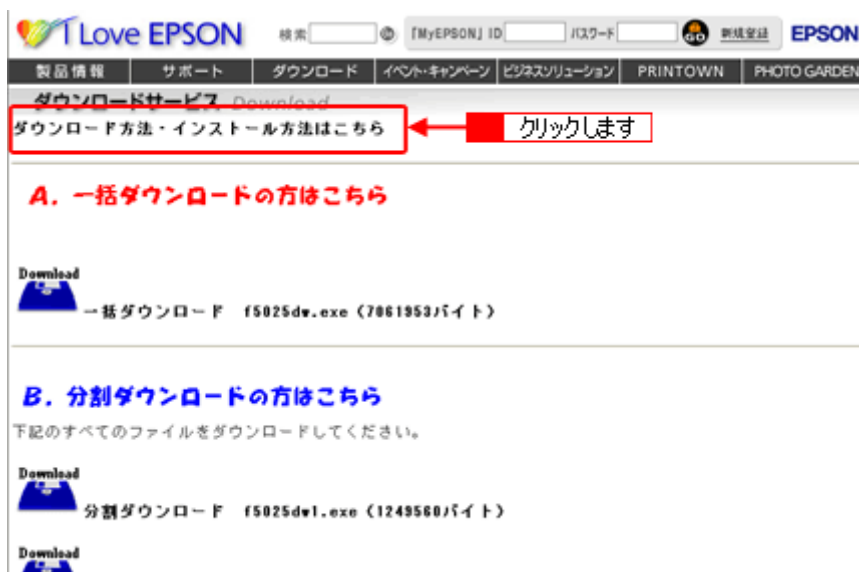 I Love EPSON 検索 「MyEPSON」ID パスワード GO 新規登録 EPSON
製品情報 サポート ダウンロード イベント・キャンペーン ビジネスソリューション PRINTOWN PHOTO GARDEN
ダウンロードサービス Download
ダウンロード方法・インストール方法はこちら クリックします
A. 一括ダウンロードの方はこちら
Download
一括ダウンロード f5025dw.exe（7061953バイト）
B. 分割ダウンロードの方はこちら
下記のすべてのファイルをダウンロードしてください。
Download
分割ダウンロード f5025dw1.exe（1249560バイト）
Download